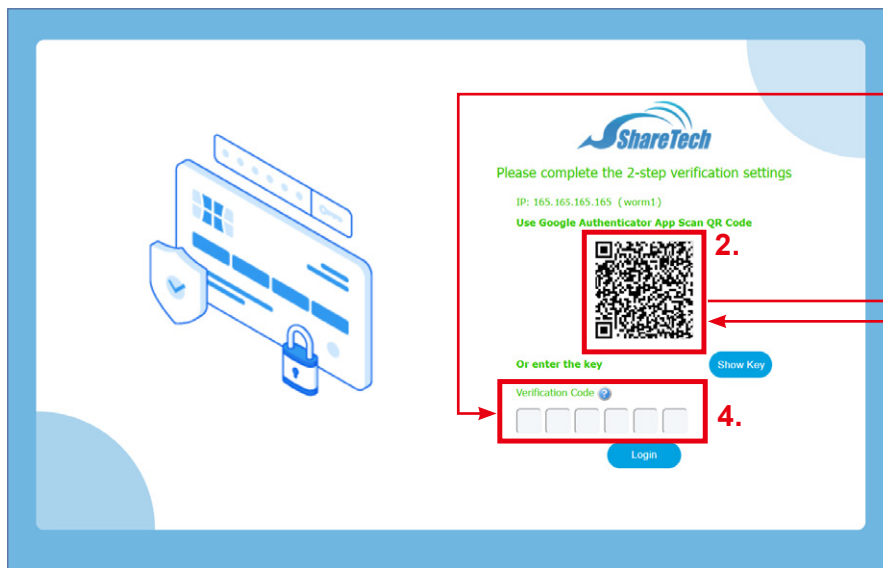 ShareTech
Please complete the 2-step verification settings
IP: 165.165.165.165 (worm1)
Use Google Authenticator App Scan QR Code
2.
Or enter the key
Show Key
Verification Code ?
4.
Login